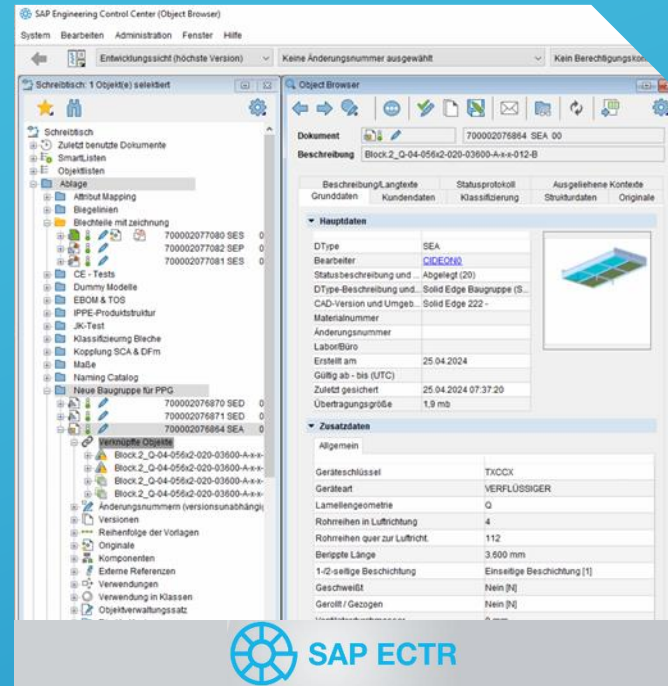 SAP Engineering Control Center (Object Browser)
System Bearbeiten Administration Fenster Hilfe
Entwicklungssicht (höchste Version)
Keine Änderungsnummer ausgewählt
Kein Berechtigungskon
Schreibtisch: 1 Objekt(e) selektiert
Schreibtisch
Zuletzt benutzte Dokumente
SmartListen
Objektlisten
Ablage
Attribut Mapping
Biegelinien
Blechteile mit zeichnung
700002077080 SES 0
700002077082 SEP 0
700002077081 SES 0
CE - Tests
Dummy Modelle
EBOM & TOS
IPPE-Produktstruktur
JK-Test
Klassifizieurng Bleche
Kopplung SCA & DFm
Maße
Naming Catalog
Neue Baugruppe für PPG
700002076870 SED 0
700002076871 SED 0
700002076864 SEA 0
Verknüpfte Objekte
Block.2_Q-04-056x2-020-03600-A-x-x-
Block.2_Q-04-056x2-020-03600-A-x-x-
Block.2_Q-04-056x2-020-03600-A-x-x-
Block.2_Q-04-056x2-020-03600-A-x-x-
Änderungsnummern (versionsunabhängig
Versionen
Reihenfolge der Vorlagen
Originale
Komponenten
Externe Referenzen
Verwendungen
Verwendung in Klassen
Objektverwaltungssatz
Object Browser
Dokument 700002076864 SEA 00
Beschreibung Block.2_Q-04-056x2-020-03600-A-x-x-012-B
Beschreibung/Langtexte Statusprotokoll Ausgeliehene Kontexte
Grunddaten Kundendaten Klassifizierung Strukturdaten Originale
Hauptdaten
DType SEA
Bearbeiter CIDEON0
Statusbeschreibung und ... Abgelegt (20)
DType-Beschreibung und... Solid Edge Baugruppe (S...
CAD-Version und Umgeb... Solid Edge 222 -
Materialnummer
Änderungsnummer
Labor/Büro
Erstellt am 25.04.2024
Gültig ab - bis (UTC)
Zuletzt gesichert 25.04.2024 07:37:20
Übertragungsgröße 1,9 mb
Zusatzdaten
Allgemein
Geräteschlüssel TXCCX
Geräteart VERFLÜSSIGER
Lamellengeometrie Q
Rohrreihen in Luftrichtung 4
Rohrreihen quer zur Luftricht. 112
Berippte Länge 3.600 mm
1-/2-seitige Beschichtung Einseitige Beschichtung [1]
Geschweißt Nein [N]
Gerollt / Gezogen Nein [N]
SAP ECTR